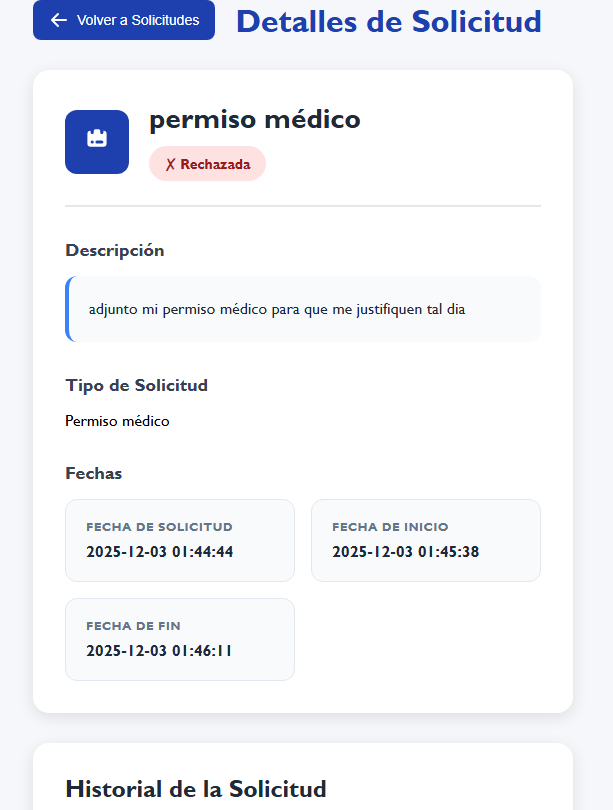 Volver a Solicitudes
Detalles de Solicitud
permiso médico
✗ Rechazada
Descripción
adjunto mi permiso médico para que me justifiquen tal dia
Tipo de Solicitud
Permiso médico
Fechas
FECHA DE SOLICITUD
2025-12-03 01:44:44
FECHA DE INICIO
2025-12-03 01:45:38
FECHA DE FIN
2025-12-03 01:46:11
Historial de la Solicitud